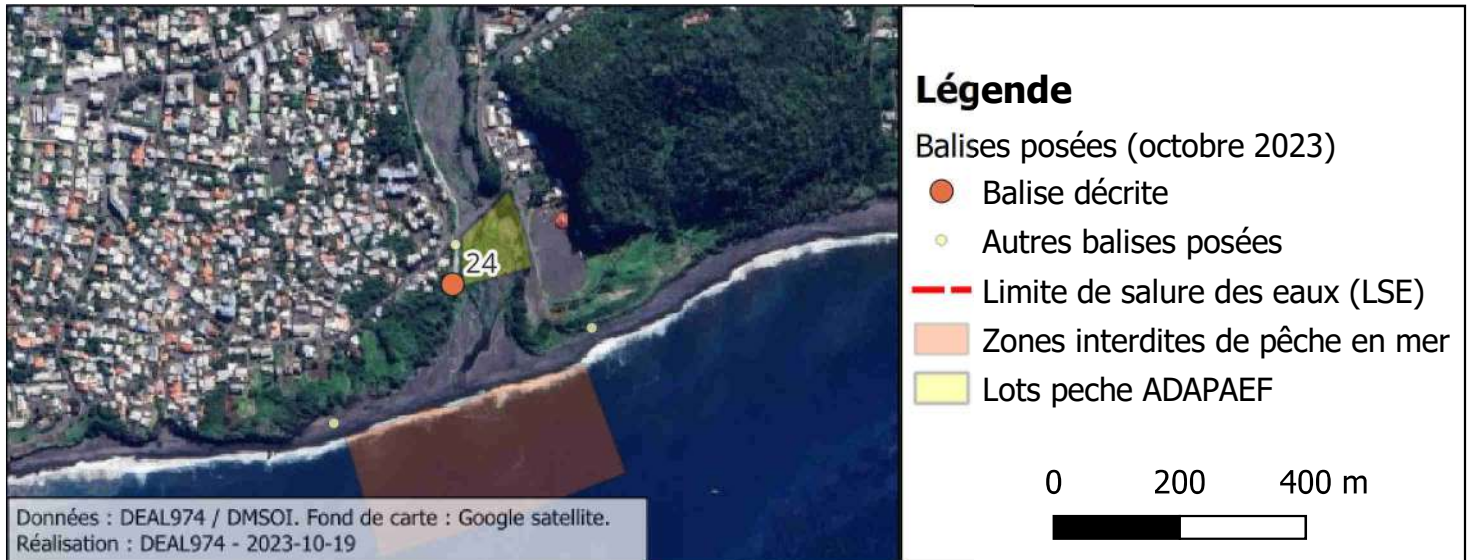 24
Données : DEAL974 / DMSOI. Fond de carte : Google satellite.
Réalisation : DEAL974 - 2023-10-19
Légende
Balises posées (octobre 2023)
Balise décrite
Autres balises posées
Limite de salure des eaux (LSE)
Zones interdites de pêche en mer
Lots peche ADAPAEF
0 200 400 m